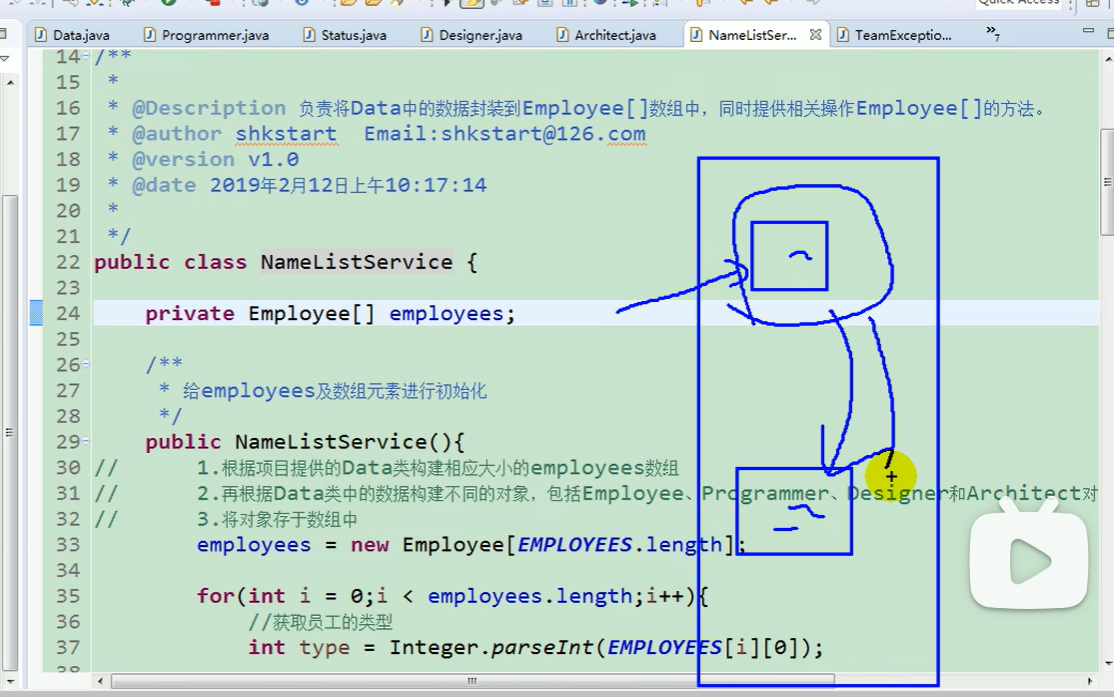 Quick Access
Data.java Programmer.java Status.java Designer.java Architect.java NameListSer... TeamExceptio... »7
14 /**
15 *
16 * @Description 负责将Data中的数据封装到Employee[]数组中，同时提供相关操作Employee[]的方法。
17 * @author shkstart Email:shkstart@126.com
18 * @version v1.0
19 * @date 2019年2月12日上午10:17:14
20 *
21 */
22 public class NameListService {
23
24 private Employee[] employees;
25
26 /**
27 * 给employees及数组元素进行初始化
28 */
29 public NameListService(){
30 // 1.根据项目提供的Data类构建相应大小的employees数组
31 // 2.再根据Data类中的数据构建不同的对象，包括Employee、Programmer、Designer和Architect对
32 // 3.将对象存于数组中
33 employees = new Employee[EMPLOYEES.length];
34
35 for(int i = 0;i < employees.length;i++){
36 //获取员工的类型
37 int type = Integer.parseInt(EMPLOYEES[i][0]);
38